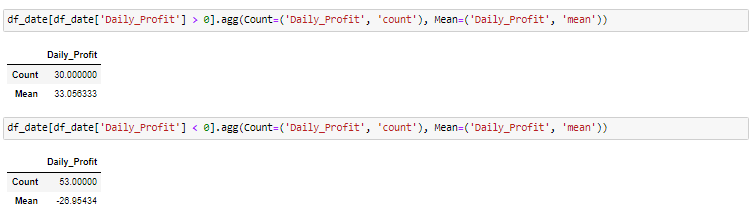 df_date[df_date['Daily_Profit'] > 0].agg(Count=('Daily_Profit', 'count'), Mean=('Daily_Profit', 'mean'))
Daily_Profit
Count 30.000000
Mean 33.056333
df_date[df_date['Daily_Profit'] < 0].agg(Count=('Daily_Profit', 'count'), Mean=('Daily_Profit', 'mean'))
Daily_Profit
Count 53.00000
Mean -26.95434